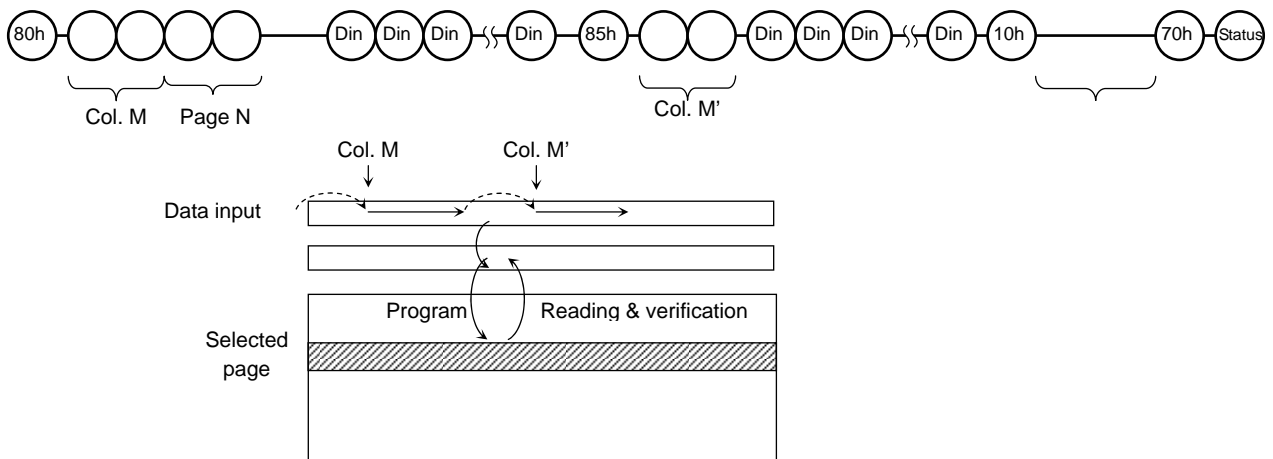 80h Din Din Din Din 85h Din Din Din Din 10h 70h Status
Col. M Page N Col. M’
Col. M Col. M’
Data input
Program Reading & verification
Selected
page